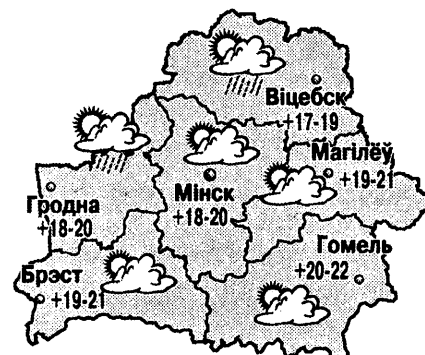 Віцебск
+17-19
Магілёў
+19-21
Мінск
+18-20
Гродна
+18-20
Гомель
+20-22
Брэст
+19-21